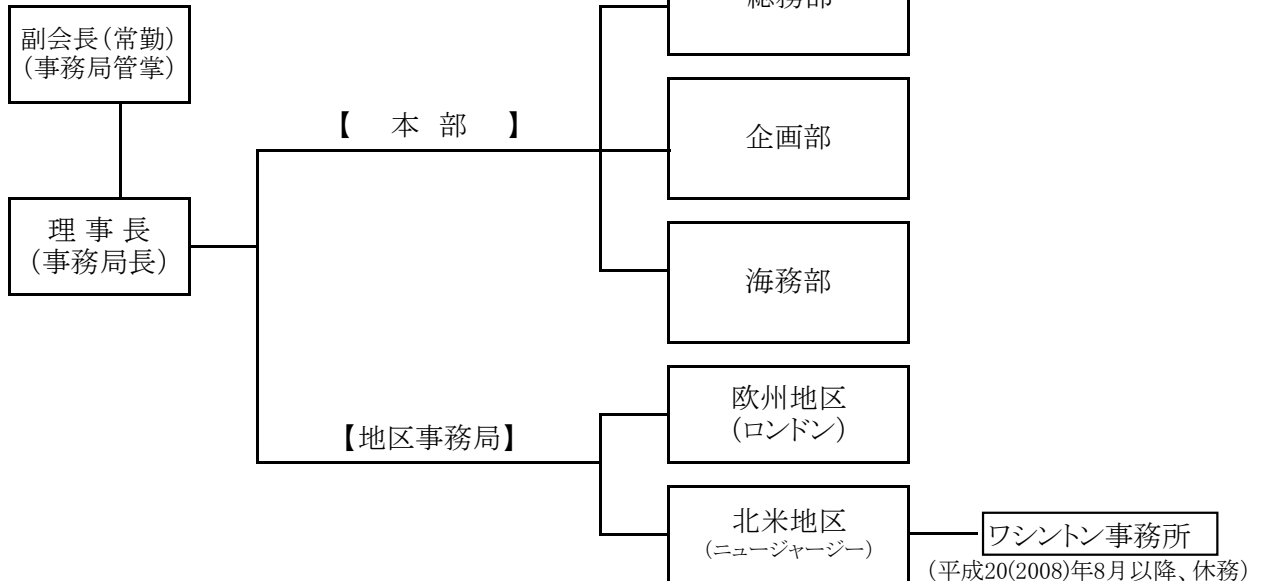 総務部
副会長(常勤)
(事務局管掌)
【　本 部　】
企画部
理 事 長
(事務局長)
海務部
欧州地区
(ロンドン)
【地区事務局】
北米地区
(ニュージャージー)
ワシントン事務所
(平成20(2008)年8月以降、休務)